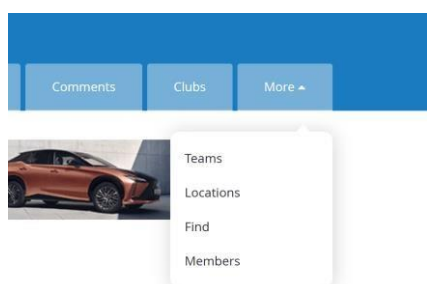 Comments Clubs More
Teams
Locations
Find
Members